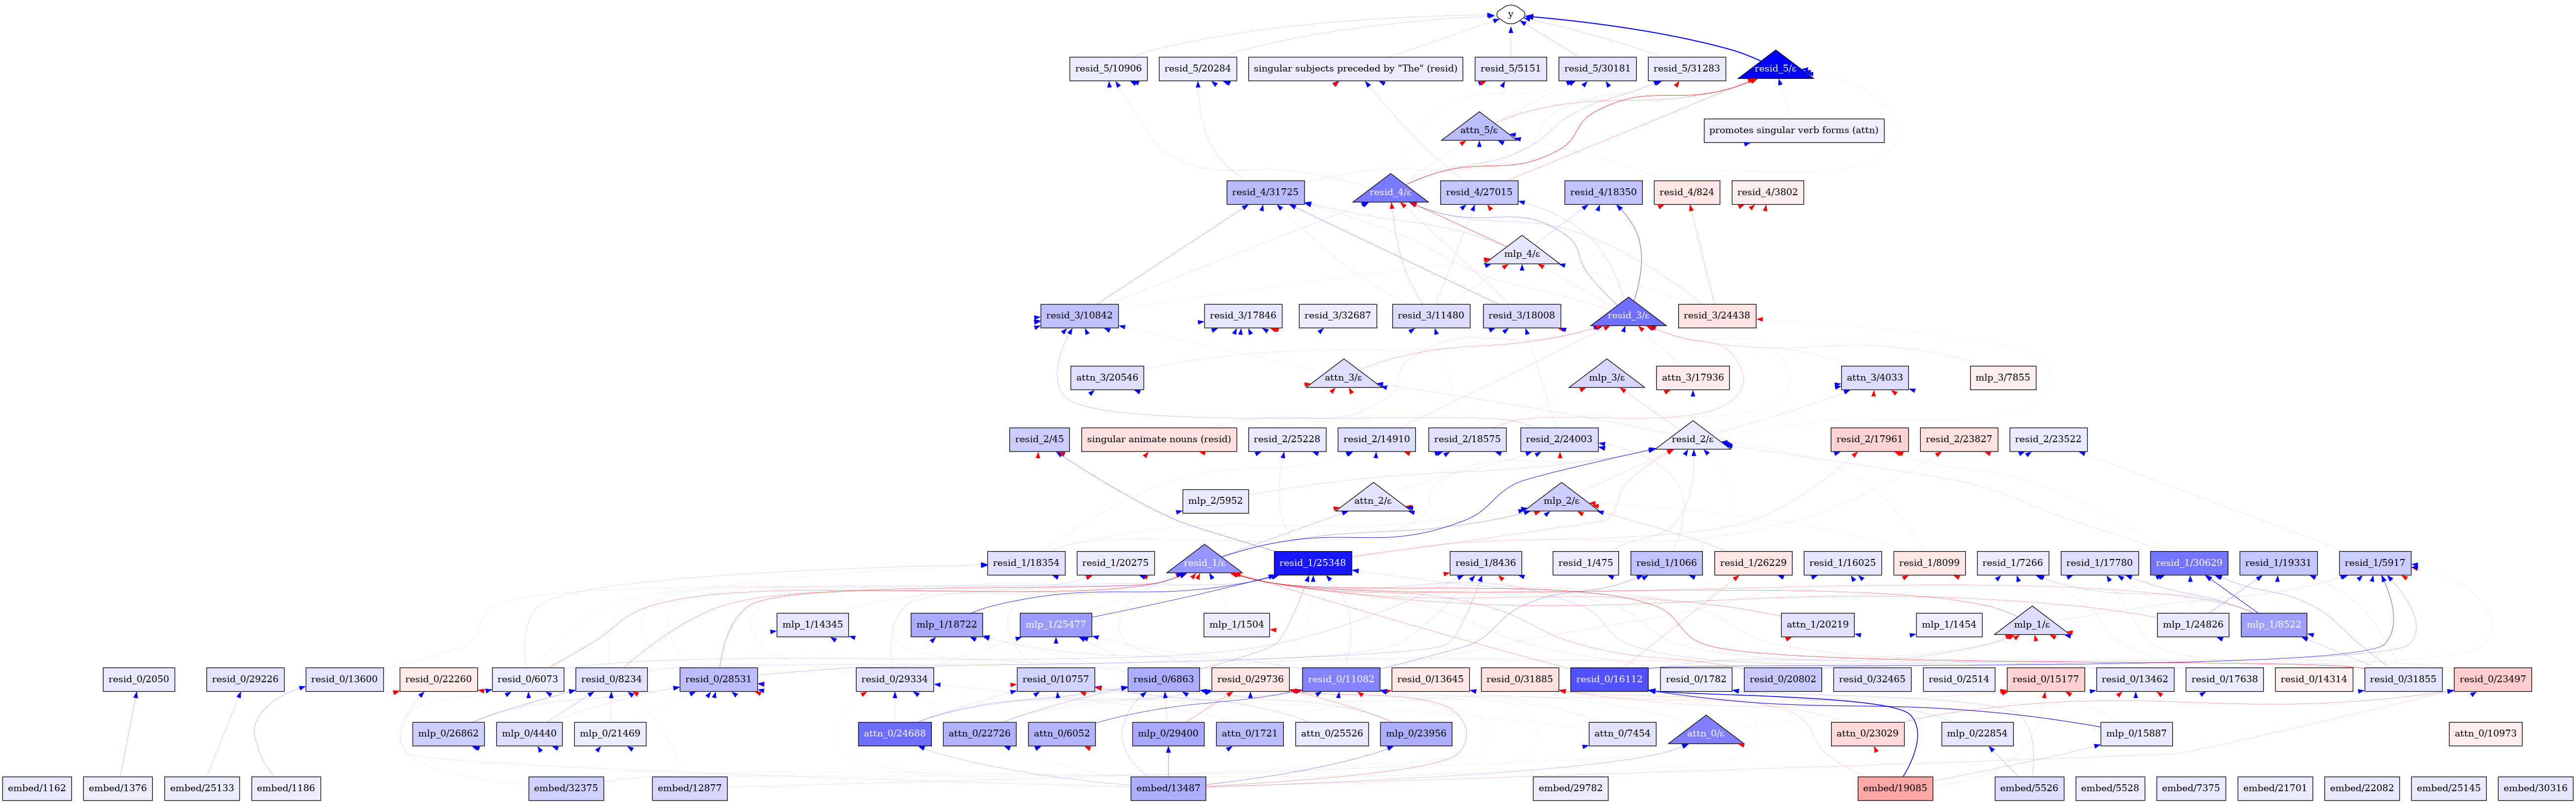 y
resid_5/10906 resid_5/20284 singular subjects preceded by "The" (resid) resid_5/5151 resid_5/30181 resid_5/31283 resid_5/ε
attn_5/ε promotes singular verb forms (attn)
resid_4/31725 resid_4/ε resid_4/27015 resid_4/18350 resid_4/824 resid_4/3802
mlp_4/ε
resid_3/10842 resid_3/17846 resid_3/32687 resid_3/11480 resid_3/18008 resid_3/ε resid_3/24438
attn_3/20546 attn_3/ε mlp_3/ε attn_3/17936 attn_3/4033 mlp_3/7855
resid_2/45 singular animate nouns (resid) resid_2/25228 resid_2/14910 resid_2/18575 resid_2/24003 resid_2/ε resid_2/17961 resid_2/23827 resid_2/23522
mlp_2/5952 attn_2/ε mlp_2/ε
resid_1/18354 resid_1/20275 resid_1/ε resid_1/25348 resid_1/8436 resid_1/475 resid_1/1066 resid_1/26229 resid_1/16025 resid_1/8099 resid_1/7266 resid_1/17780 resid_1/30629 resid_1/19331 resid_1/5917
mlp_1/14345 mlp_1/18722 mlp_1/25477 mlp_1/1504 attn_1/20219 mlp_1/1454 mlp_1/ε mlp_1/24826 mlp_1/8522
resid_0/2050 resid_0/29226 resid_0/13600 resid_0/22260 resid_0/6073 resid_0/8234 resid_0/28531 resid_0/29334 resid_0/10757 resid_0/6863 resid_0/29736 resid_0/11082 resid_0/13645 resid_0/31885 resid_0/16112 resid_0/1782 resid_0/20802 resid_0/32465 resid_0/2514 resid_0/15177 resid_0/13462 resid_0/17638 resid_0/14314 resid_0/31855 resid_0/23497
mlp_0/26862 mlp_0/4440 mlp_0/21469 attn_0/24688 attn_0/22726 attn_0/6052 mlp_0/29400 attn_0/1721 attn_0/25526 mlp_0/23956 attn_0/7454 attn_0/ε attn_0/23029 mlp_0/22854 mlp_0/15887 attn_0/10973
embed/1162 embed/1376 embed/25133 embed/1186 embed/32375 embed/12877 embed/13487 embed/29782 embed/19085 embed/5526 embed/5528 embed/7375 embed/21701 embed/22082 embed/25145 embed/30316